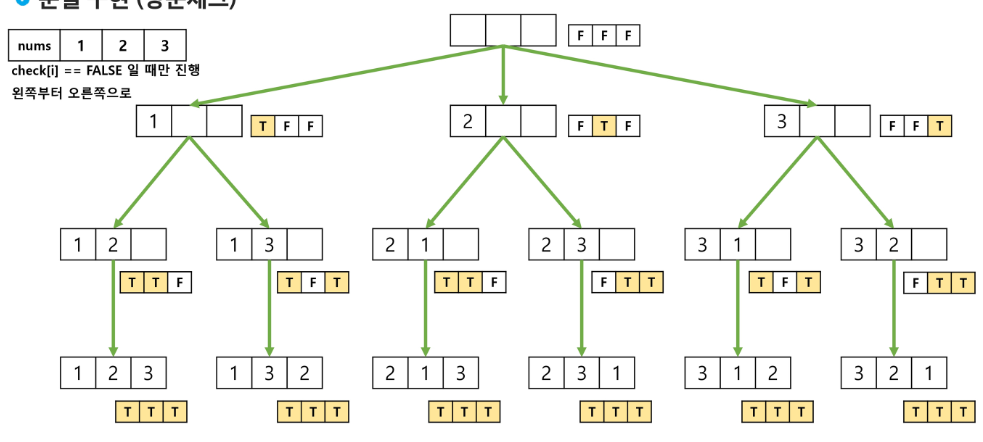 nums 1 2 3
check[i] == FALSE 일 때만 진행
왼쪽부터 오른쪽으로
F F F
1 T F F 2 F T F 3 F F T
1 2 1 3 2 1 2 3 3 1 3 2
T T F T F T T T F F T T T F T F T T
1 2 3 1 3 2 2 1 3 2 3 1 3 1 2 3 2 1
T T T T T T T T T T T T T T T T T T